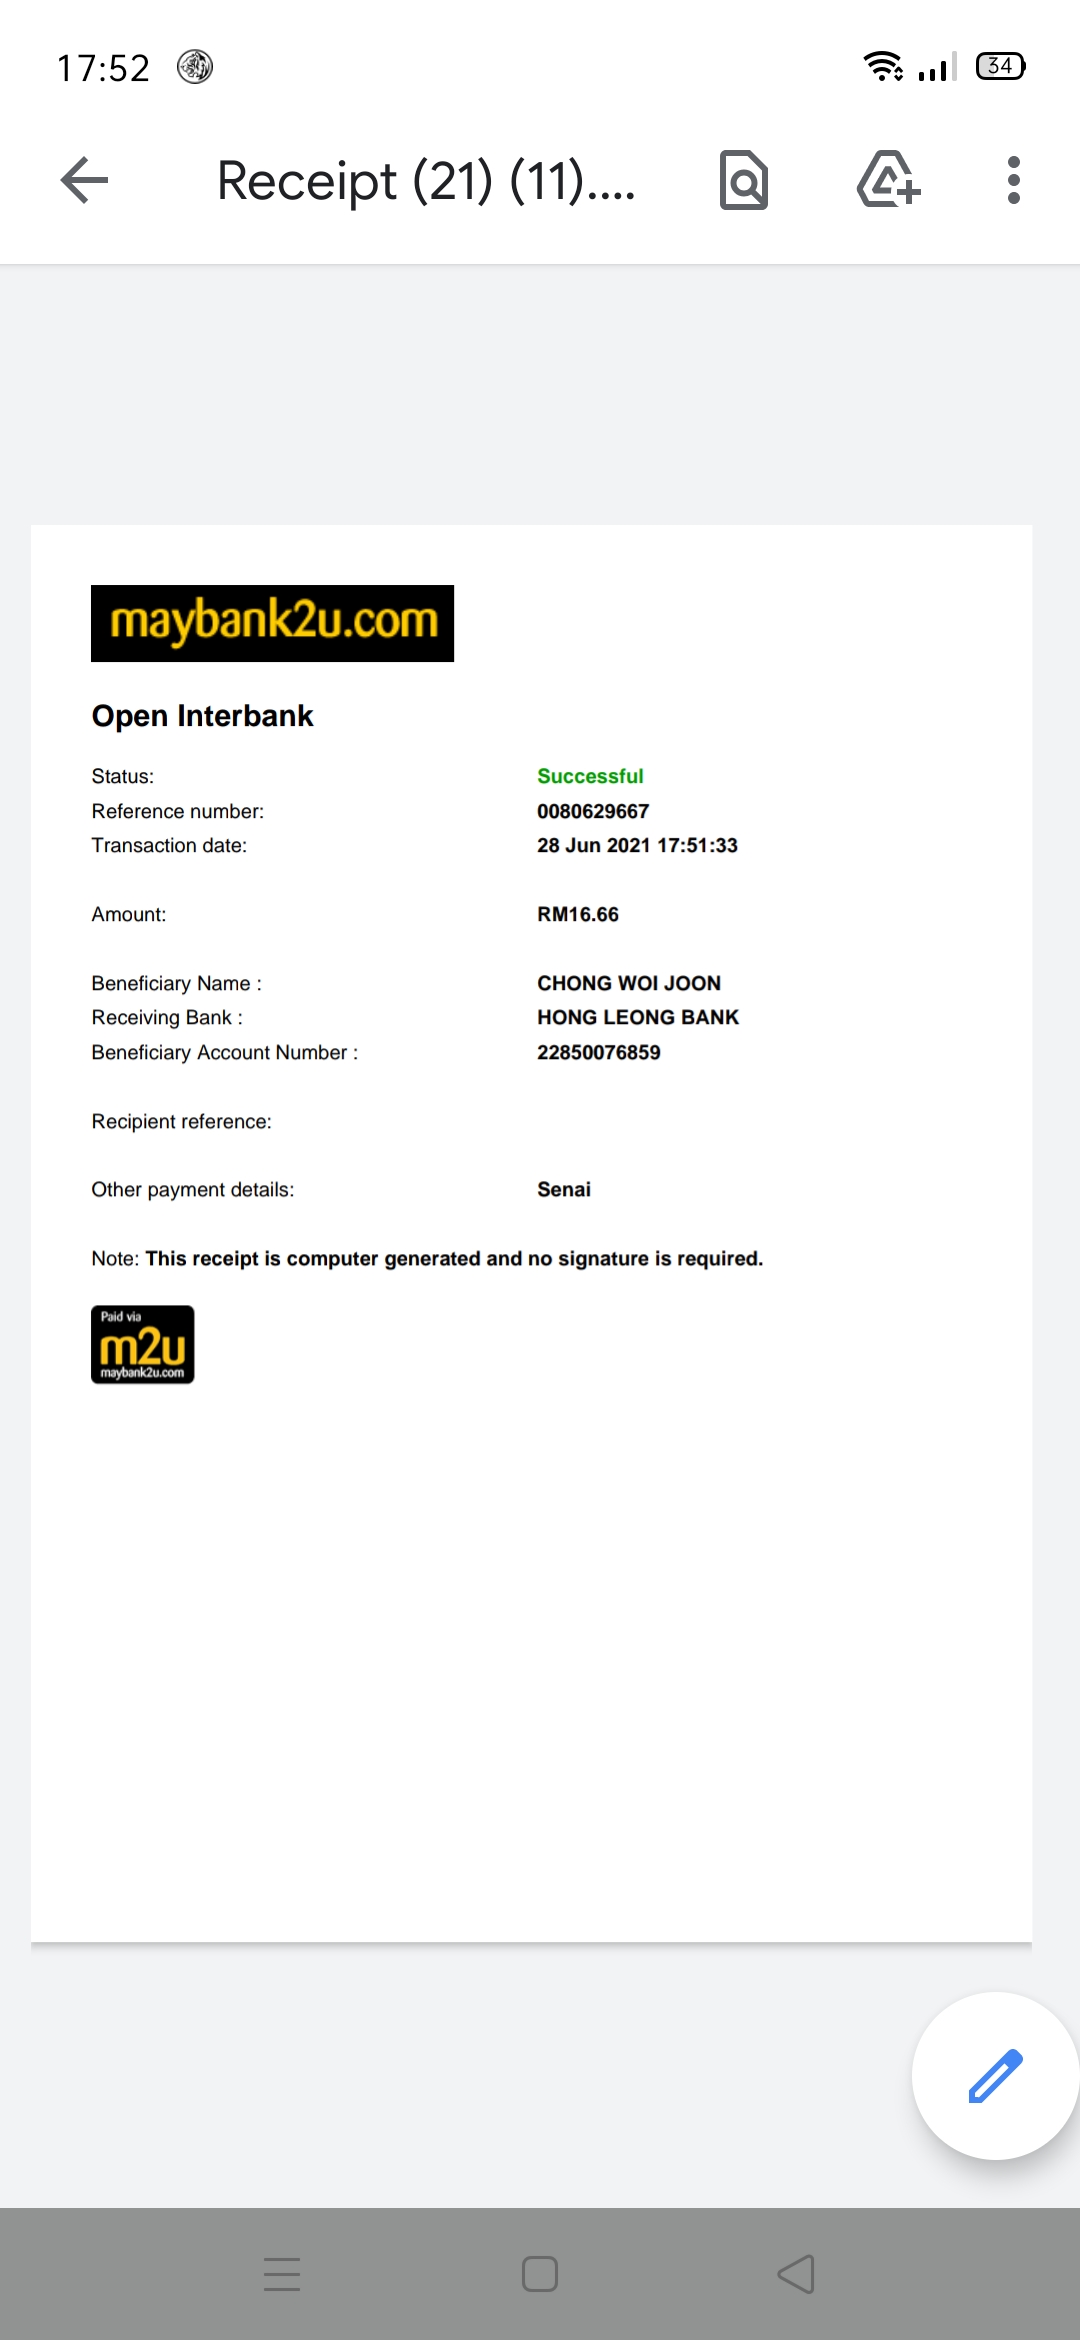 17:52
34
Receipt (21) (11)....
maybank2u.com
Open Interbank
Status: Successful
Reference number: 0080629667
Transaction date: 28 Jun 2021 17:51:33
Amount: RM16.66
Beneficiary Name : CHONG WOI JOON
Receiving Bank : HONG LEONG BANK
Beneficiary Account Number : 22850076859
Recipient reference:
Other payment details: Senai
Note: This receipt is computer generated and no signature is required.
Paid via
m2u
maybank2u.com